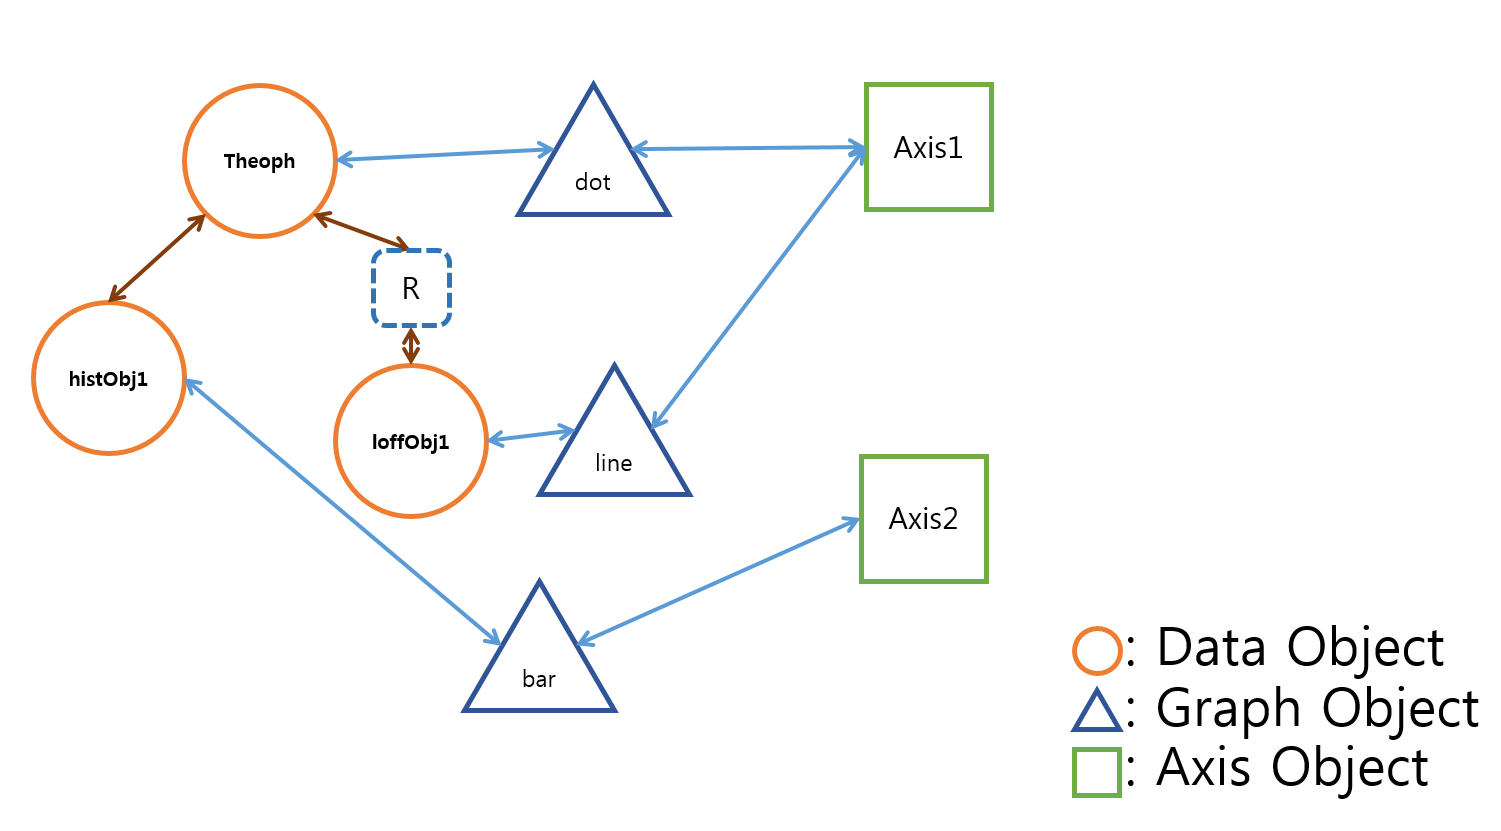 Theoph
dot
Axis1
R
histObj1
loffObj1
line
Axis2
bar
: Data Object
: Graph Object
: Axis Object